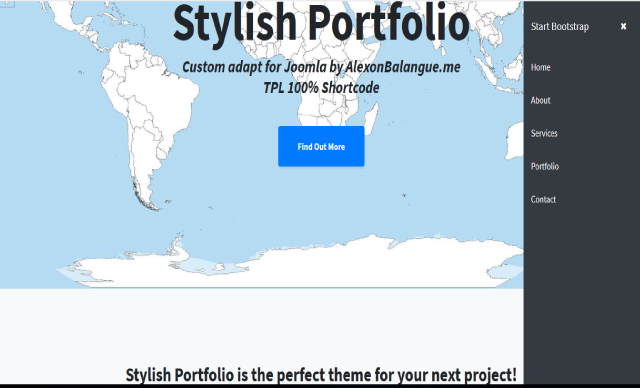 Stylish Portfolio
Custom adapt for Joomla by AlexonBalangue.me
TPL 100% Shortcode
Find Out More
Stylish Portfolio is the perfect theme for your next project!
Start Bootstrap ×
Home
About
Services
Portfolio
Contact